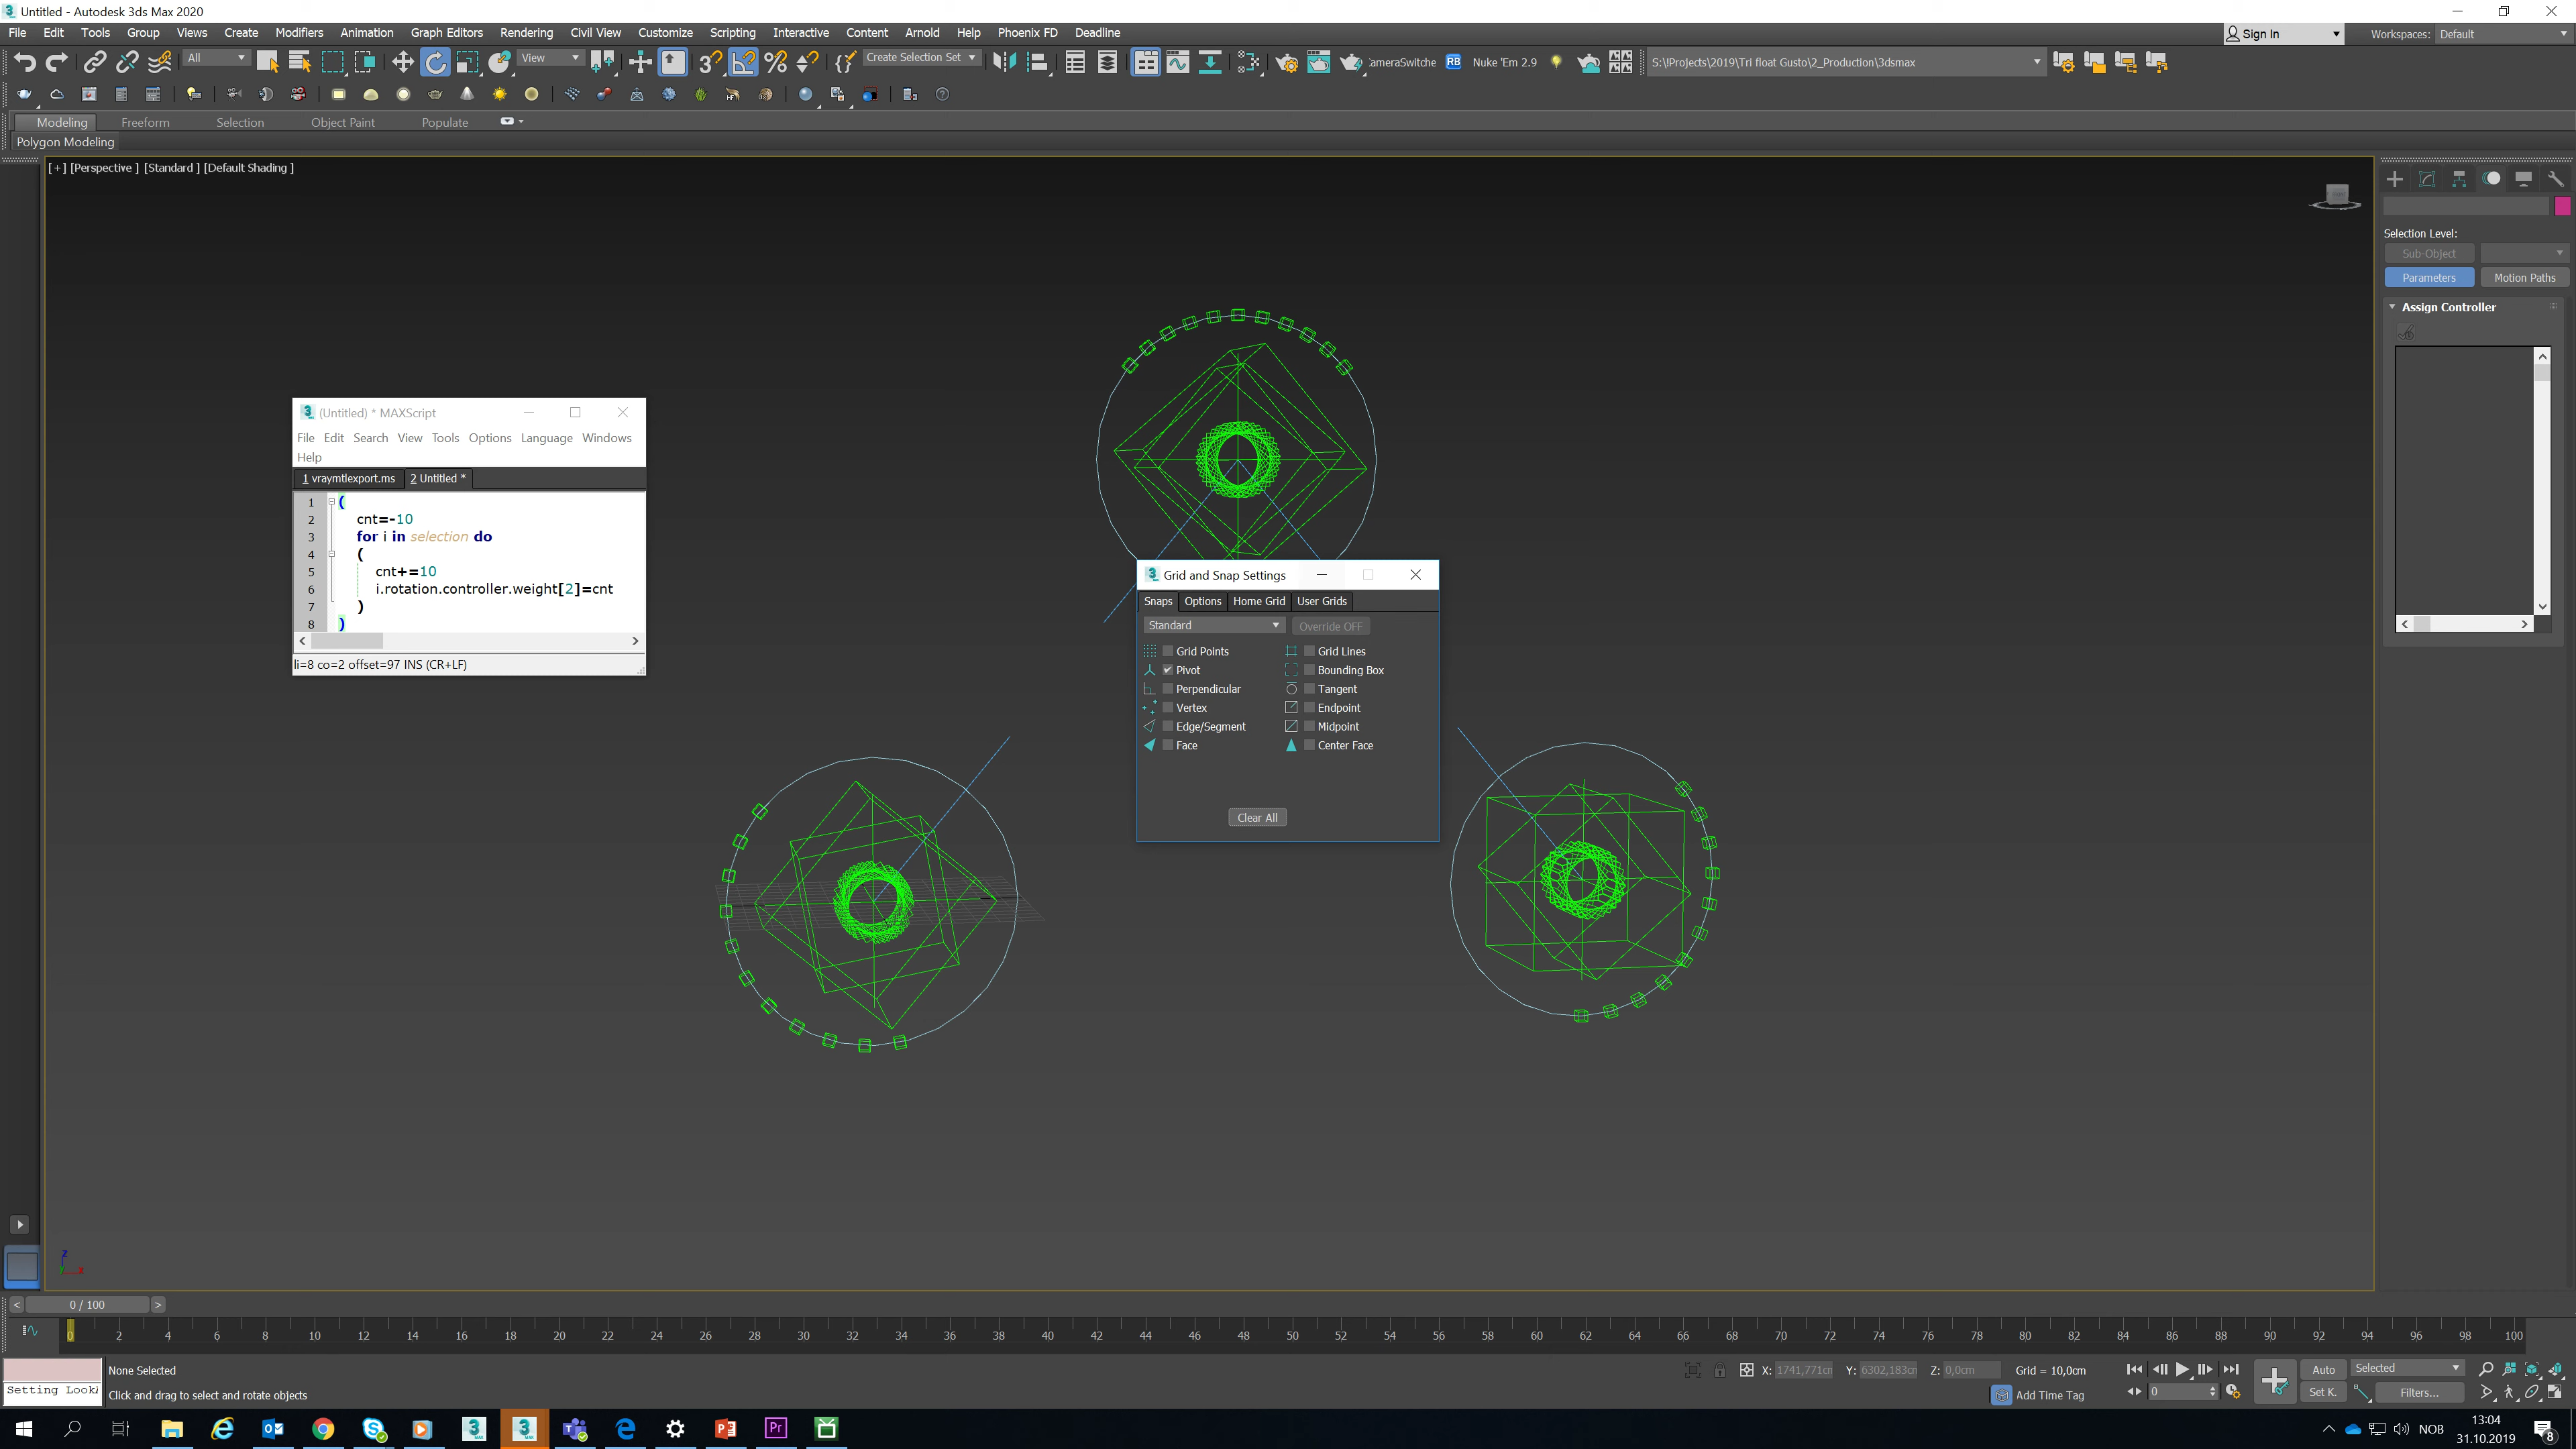 Untitled - Autodesk 3ds Max 2020
File Edit Tools Group Views Create Modifiers Animation Graph Editors Rendering Civil View Customize Scripting Interactive Content Arnold Help Phoenix FD Deadline
Sign In
Workspaces: Default
All
View
Create Selection Set
ameraSwitche
RB
Nuke 'Em 2.9
S:\!Projects\2019\Tri float Gusto\2_Production\3dsmax
Modeling Freeform Selection Object Paint Populate
Polygon Modeling
[+] [Perspective ] [Standard ] [Default Shading ]
Selection Level:
Sub-Object
Parameters
Motion Paths
Assign Controller
(Untitled) * MAXScript
File Edit Search View Tools Options Language Windows
Help
1 vraymtlexport.ms
2 Untitled *
1 (
2 cnt=-10
3 for i in selection do
4 (
5 cnt+=10
6 i.rotation.controller.weight[2]=cnt
7 )
8 )
li=8 co=2 offset=97 INS (CR+LF)
Grid and Snap Settings
Snaps Options Home Grid User Grids
Standard
Override OFF
Grid Points Grid Lines
Pivot Bounding Box
Perpendicular Tangent
Vertex Endpoint
Edge/Segment Midpoint
Face Center Face
Clear All
z
x
< 0 / 100 >
0 2 4 6 8 10 12 14 16 18 20 22 24 26 28 30 32 34 36 38 40 42 44 46 48 50 52 54 56 58 60 62 64 66 68 70 72 74 76 78 80 82 84 86 88 90 92 94 96 98 100
None Selected
Setting Look
Click and drag to select and rotate objects
X: 1741,771cm Y: 6302,183cm Z: 0,0cm Grid = 10,0cm
Add Time Tag
0
Auto
Selected
Set K.
Filters...
NOB
13:04
31.10.2019
8